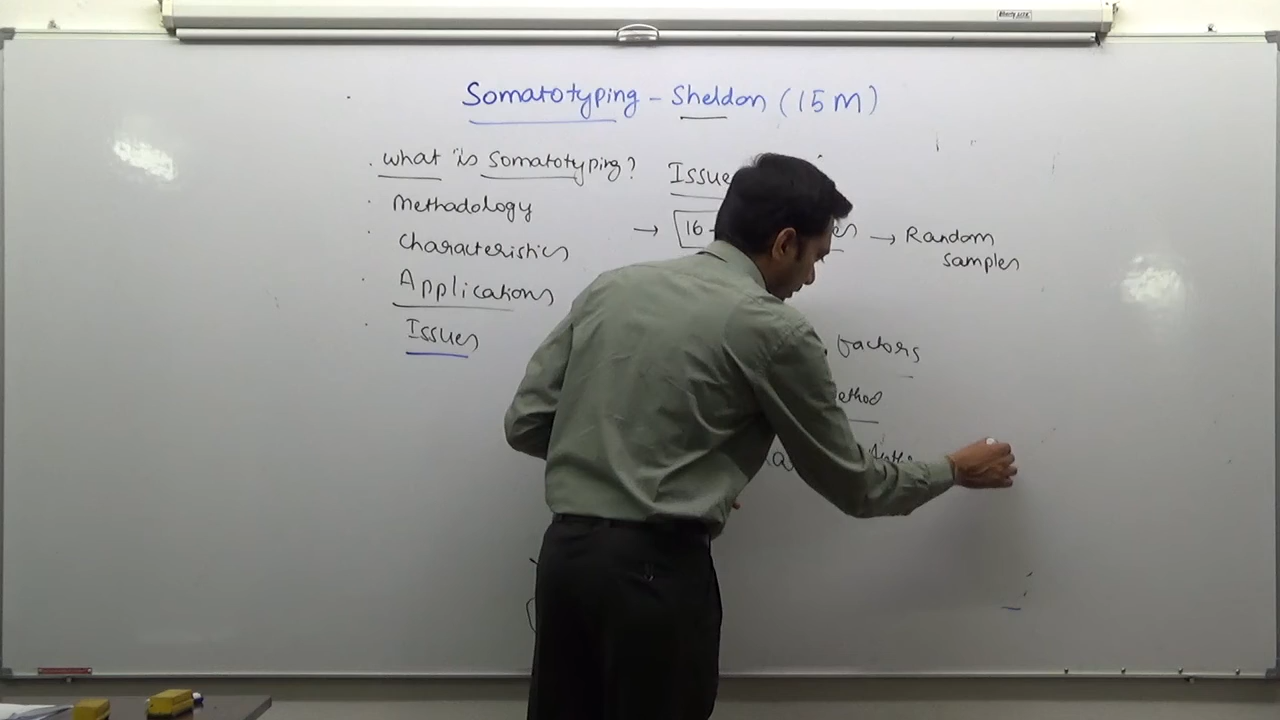 Somatotyping - Sheldon (15 M)
. What is Somatotyping?
. Methodology
. Characteristics
. Applications
. Issues
Issue
→ 16 → Random
Samples
factors